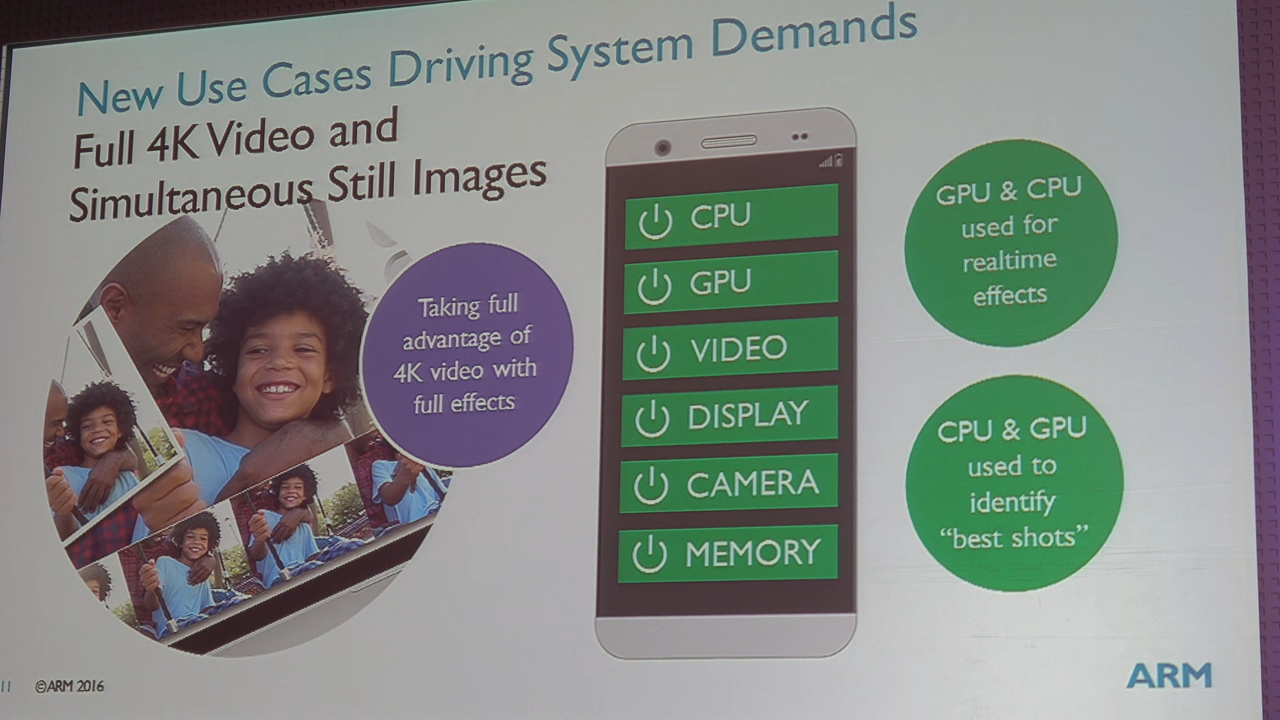 New Use Cases Driving System Demands
Full 4K Video and
Simultaneous Still Images
Taking full
advantage of
4K video with
full effects
CPU
GPU
VIDEO
DISPLAY
CAMERA
MEMORY
GPU & CPU
used for
realtime
effects
CPU & GPU
used to
identify
“best shots”
11 ©ARM 2016
ARM